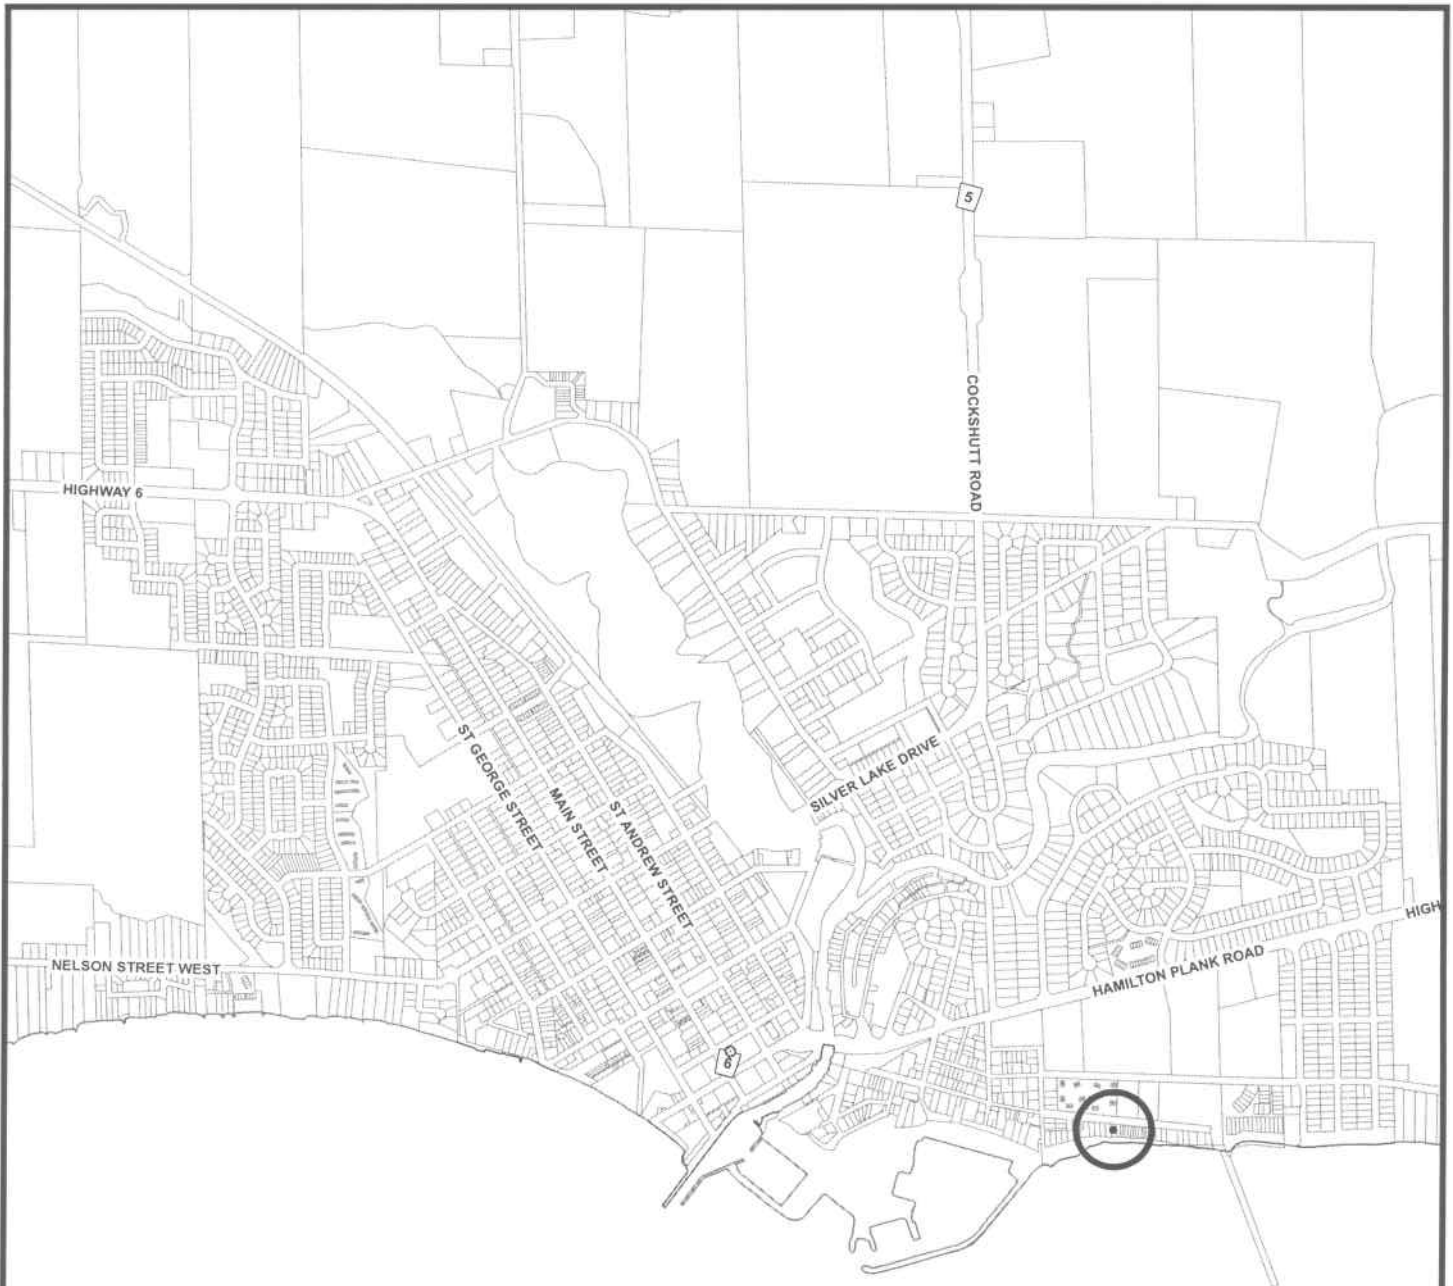 5
COCKSHUTT ROAD
HIGHWAY 6
SILVER LAKE DRIVE
ST GEORGE STREET
MAIN STREET
ST ANDREW STREET
HIGH
NELSON STREET WEST
HAMILTON PLANK ROAD
6